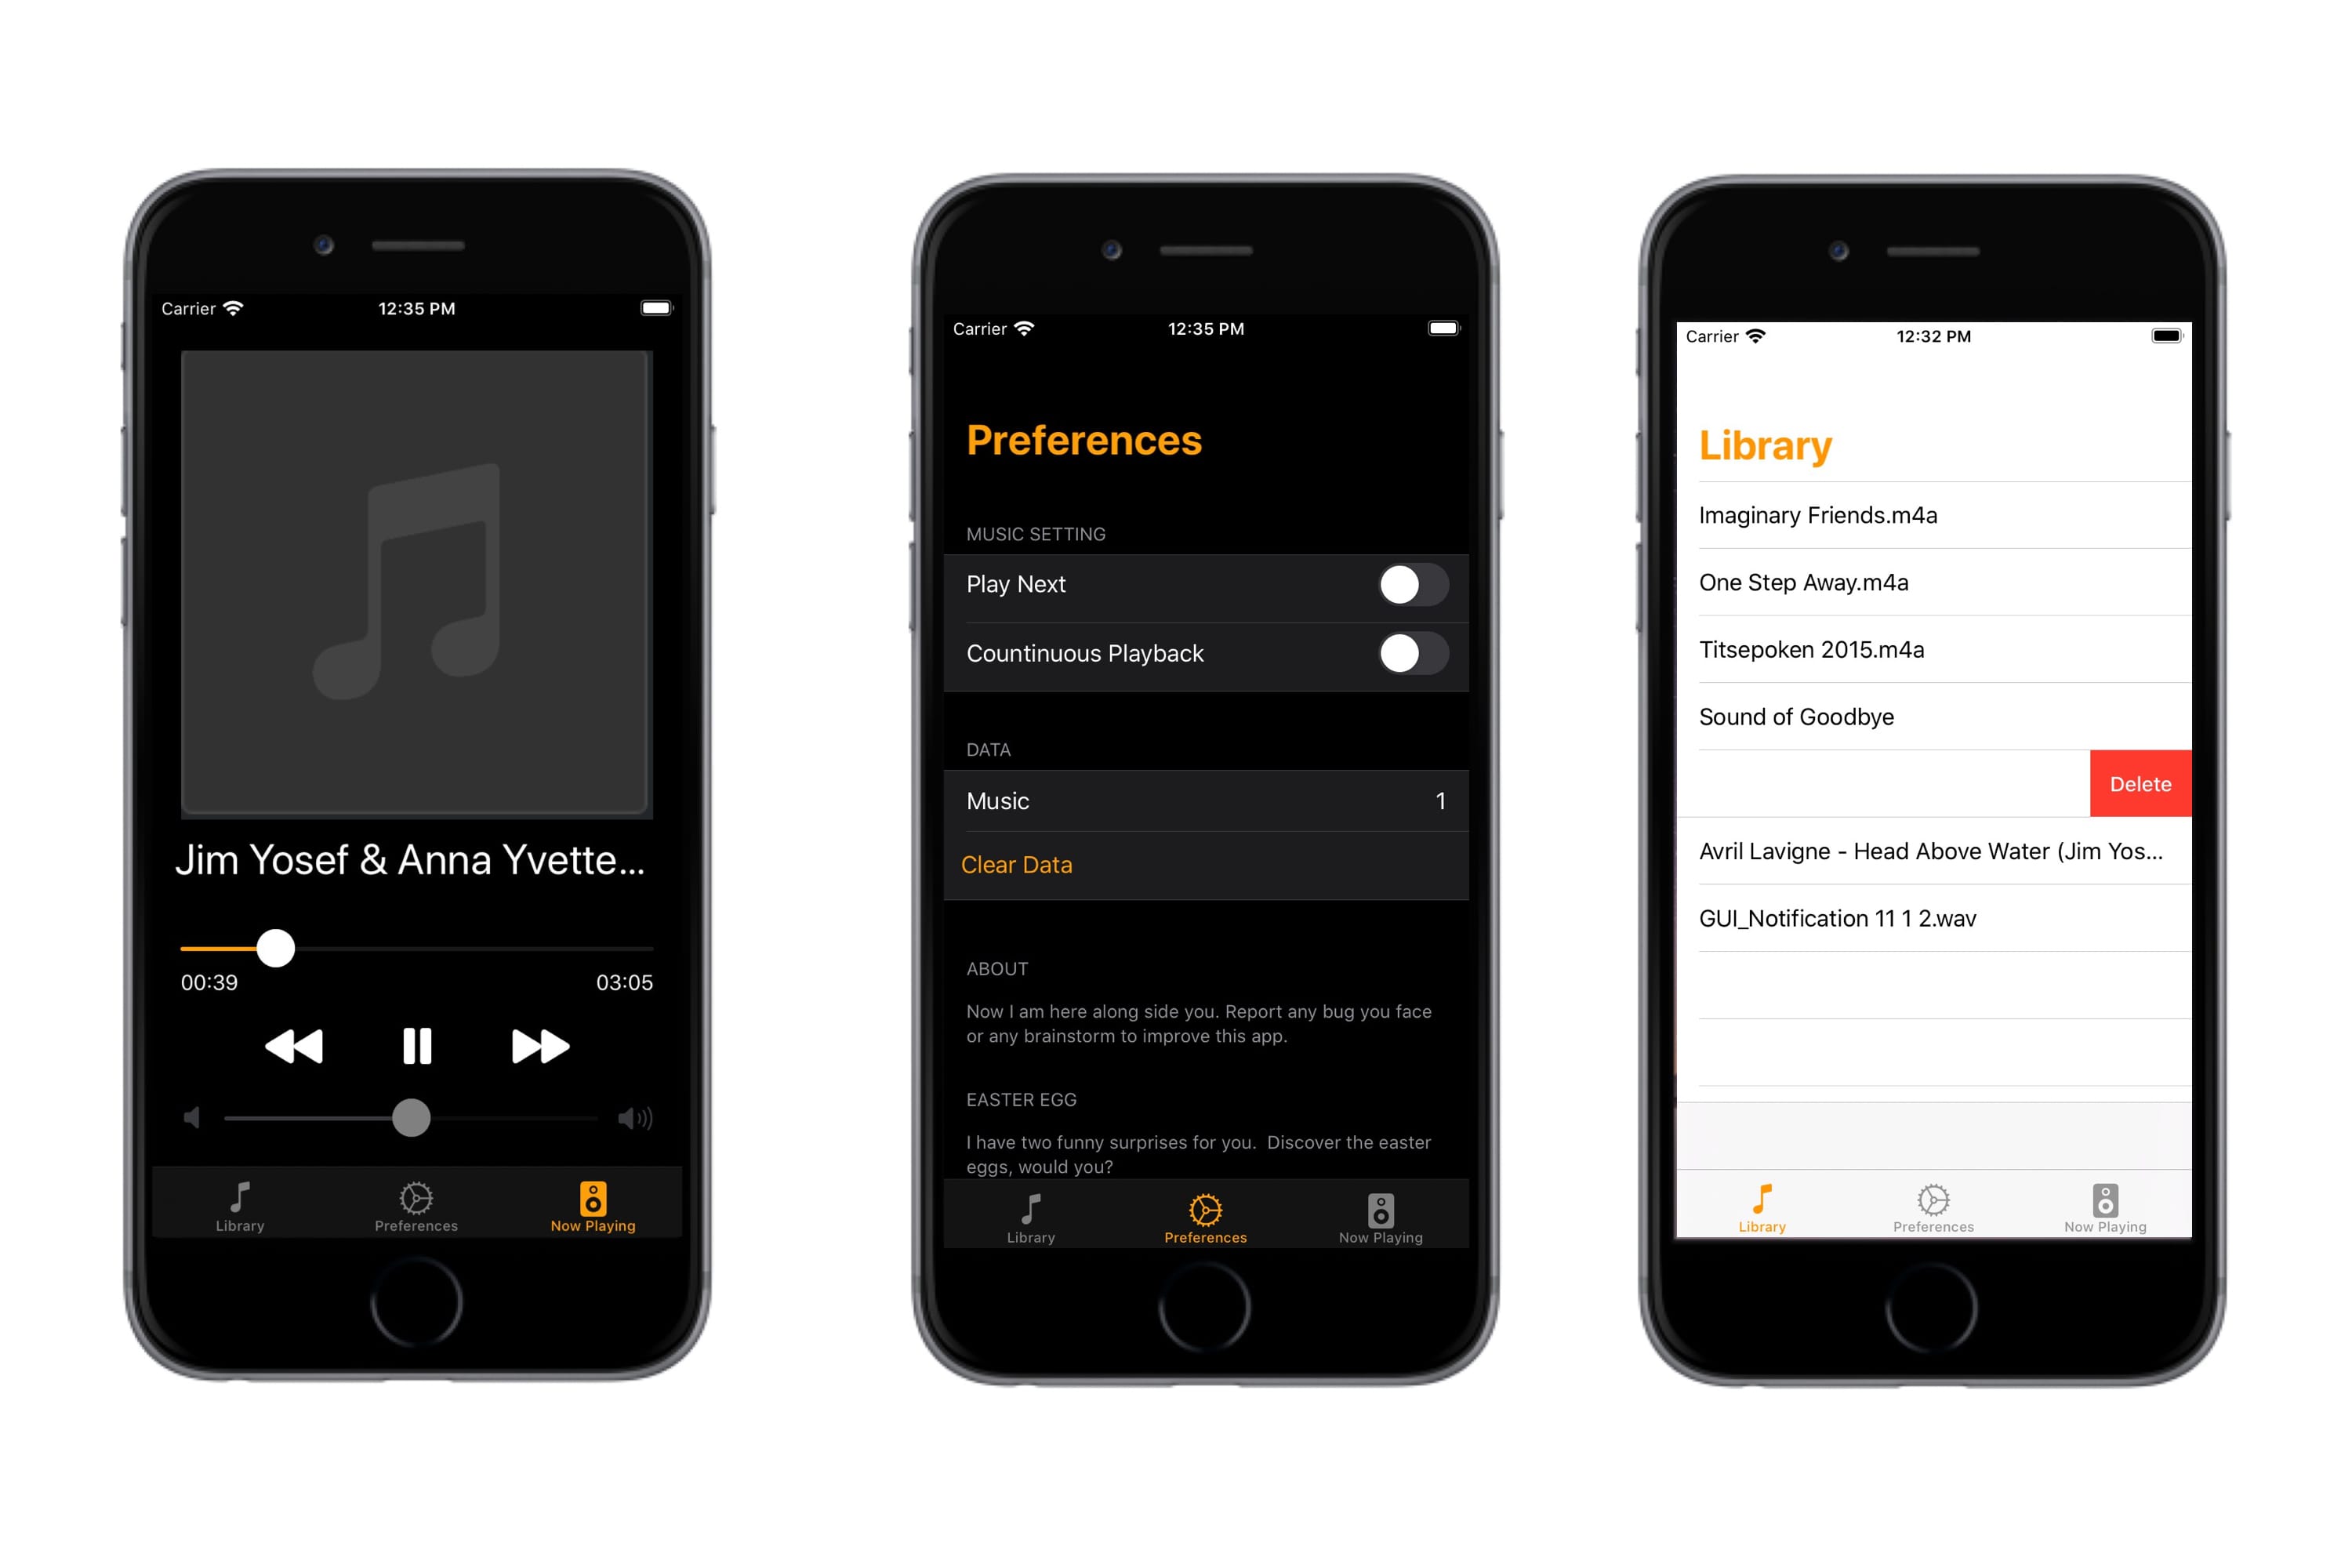 Carrier 12:35 PM
Jim Yosef & Anna Yvette...
00:39 03:05
Library Preferences Now Playing
Carrier 12:35 PM
Preferences
MUSIC SETTING
Play Next
Countinuous Playback
DATA
Music 1
Clear Data
ABOUT
Now I am here along side you. Report any bug you face
or any brainstorm to improve this app.
EASTER EGG
I have two funny surprises for you.  Discover the easter
eggs, would you?
Library Preferences Now Playing
Carrier 12:32 PM
Library
Imaginary Friends.m4a
One Step Away.m4a
Titsepoken 2015.m4a
Sound of Goodbye
Delete
Avril Lavigne - Head Above Water (Jim Yos...
GUI_Notification 11 1 2.wav
Library Preferences Now Playing